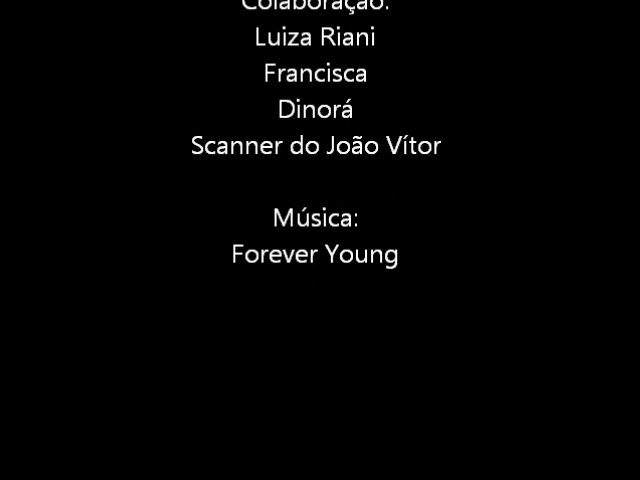 Colaboração:
Luiza Riani
Francisca
Dinorá
Scanner do João Vítor
Música:
Forever Young